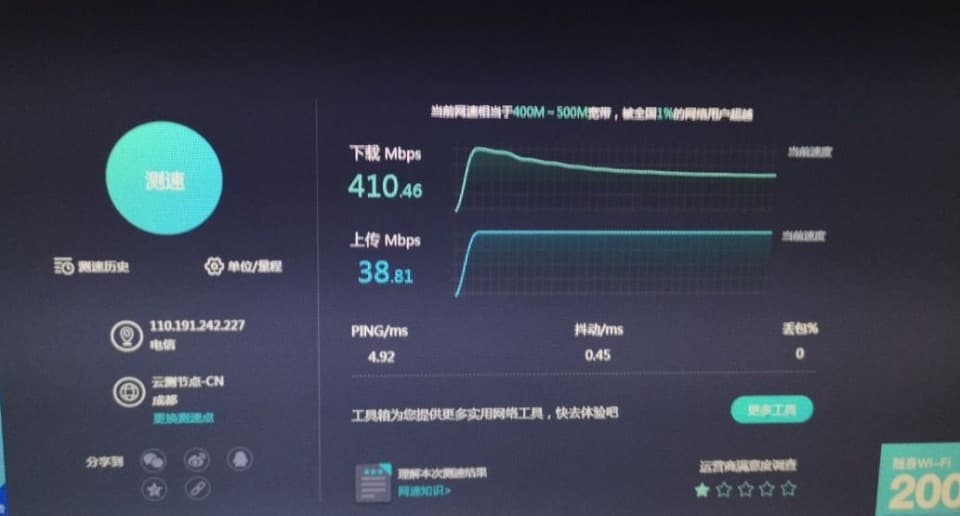 当前网速相当于400M~500M宽带，被全国1%的网络用户超越
测速
下载 Mbps
410.46
当前速度
上传 Mbps
38.81
当前速度
测速历史
单位/量程
110.191.242.227
电信
云测节点-CN
成都
更换测速点
PING/ms
4.92
抖动/ms
0.45
丢包%
0
工具箱为您提供更多实用网络工具，快去体验吧
更多工具
分享到
理解本次测速结果
网速知识>
运营商满意度调查
随身Wi-Fi
200